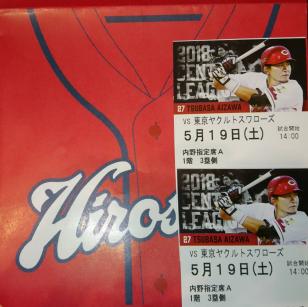 Hiros
2018
CENTRAL
LEAGUE
27 TSUBASA AIZAWA
VS 東京ヤクルトスワローズ
5月19日(土) 試合開始 14:00
内野指定席A
1階 3塁側
2018
CENT
LEAG
27 TSUBASA AIZAWA
VS 東京ヤクルトスワローズ
5月19日(土) 試合開始 14:00
内野指定席A
1階 3塁側